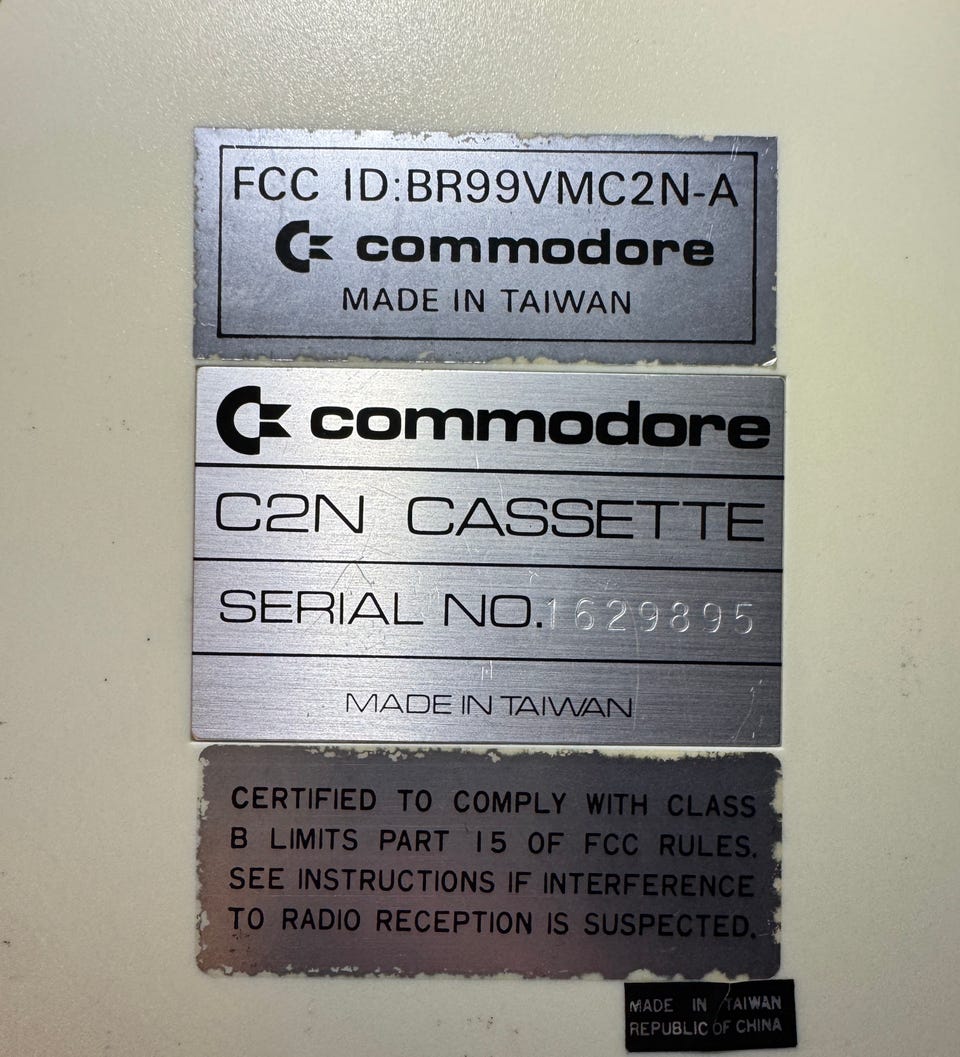 FCC ID:BR99VMC2N-A
commodore
MADE IN TAIWAN
commodore
C2N CASSETTE
SERIAL NO.1629895
MADE IN TAIWAN
CERTIFIED TO COMPLY WITH CLASS
B LIMITS PART 15 OF FCC RULES.
SEE INSTRUCTIONS IF INTERFERENCE
TO RADIO RECEPTION IS SUSPECTED.
MADE IN TAIWAN
REPUBLIC OF CHINA